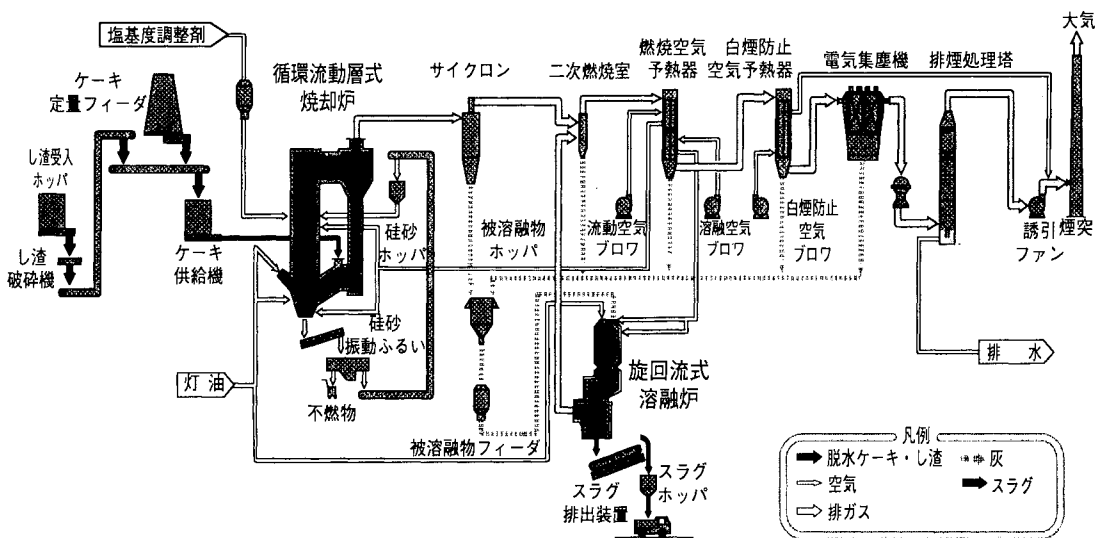 塩基度調整剤
ケーキ
定量フィーダ
し渣受入
ホッパ
し渣
破砕機
ケーキ
供給機
循環流動層式
焼却炉
硅砂
ホッパ
硅砂
振動ふるい
不燃物
灯油
サイクロン
二次燃焼室
燃焼空気
予熱器
白煙防止
空気予熱器
電気集塵機
排煙処理塔
大気
流動空気
ブロワ
溶融空気
ブロワ
白煙防止
空気
ブロワ
誘引
ファン
煙突
排水
被溶融物
ホッパ
被溶融物フィーダ
旋回流式
溶融炉
スラグ
排出装置
スラグ
ホッパ
凡例
脱水ケーキ・し渣
灰
空気
スラグ
排ガス